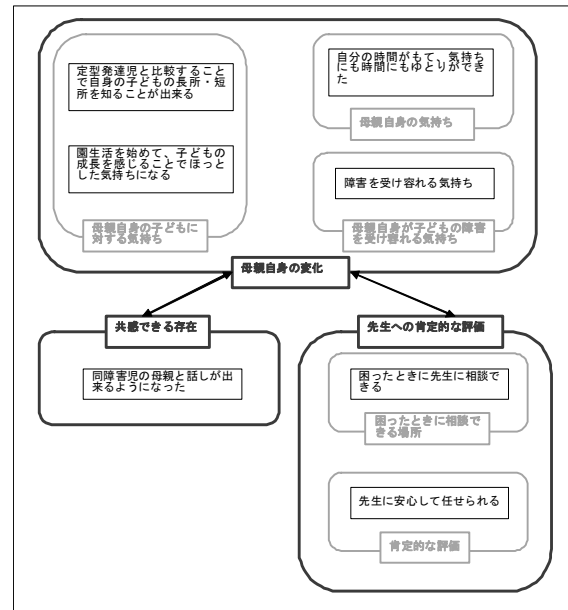 定型発達児と比較すること
で自身の子どもの長所・短
所を知ることが出来る
園生活を始めて、子どもの
成長を感じることでほっと
した気持ちになる
母親自身の子どもに
対する気持ち
自分の時間がもて，気持ち
にも時間にもゆとりができ
た
母親自身の気持ち
障害を受け容れる気持ち
母親自身が子どもの障害
を受け容れる気持ち
母親自身の変化
共感できる存在
同障害児の母親と話しが出
来るようになった
先生への肯定的な評価
困ったときに先生に相談で
きる
困ったときに相談で
きる場所
先生に安心して任せられる
肯定的な評価